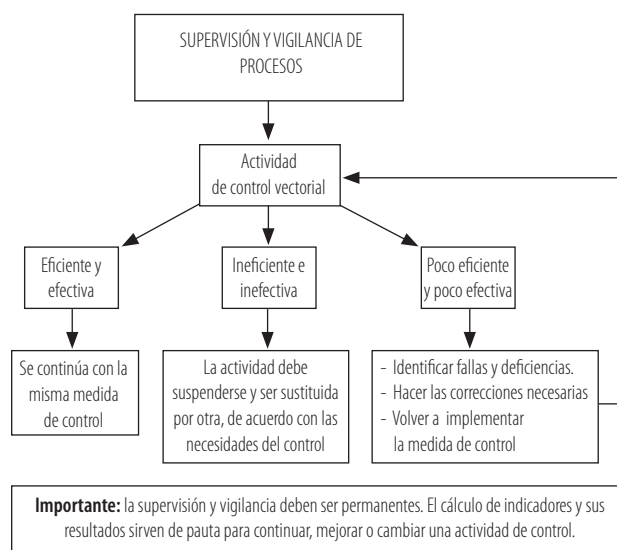 SUPERVISIÓN Y VIGILANCIA DE
PROCESOS
Actividad
de control vectorial
Eficiente y
efectiva
Ineficiente e
inefectiva
Poco eficiente
y poco efectiva
Se continúa con la
misma medida
de control
La actividad debe
suspenderse y ser sustituida
por otra, de acuerdo con las
necesidades del control
- Identificar fallas y deficiencias.
- Hacer las correcciones necesarias
- Volver a implementar
la medida de control
Importante: la supervisión y vigilancia deben ser permanentes. El cálculo de indicadores y sus
resultados sirven de pauta para continuar, mejorar o cambiar una actividad de control.